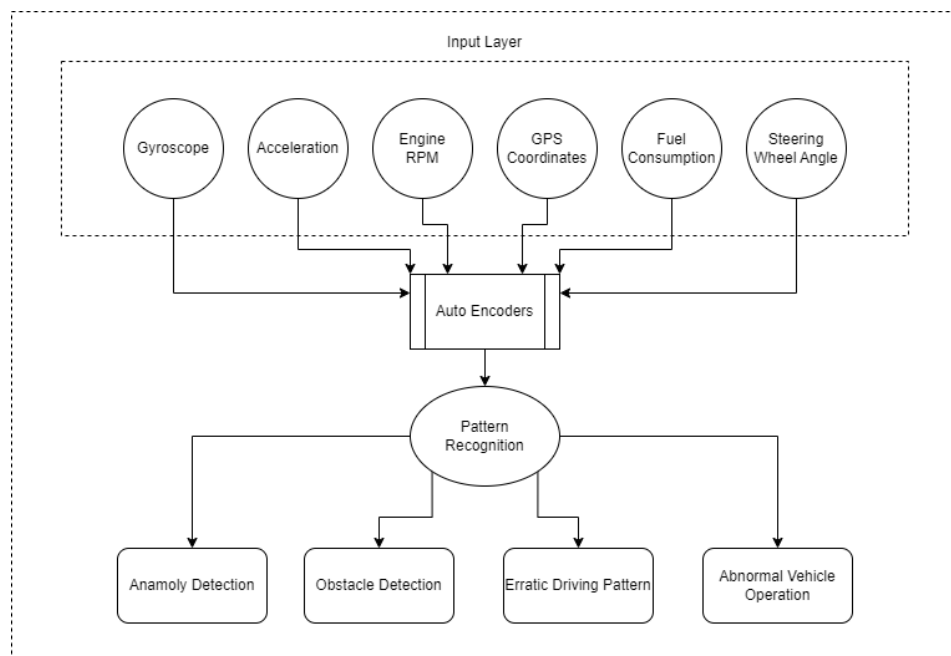 Input Layer
Gyroscope
Acceleration
Engine
RPM
GPS
Coordinates
Fuel
Consumption
Steering
Wheel Angle
Auto Encoders
Pattern
Recognition
Anamoly Detection
Obstacle Detection
Erratic Driving Pattern
Abnormal Vehicle
Operation